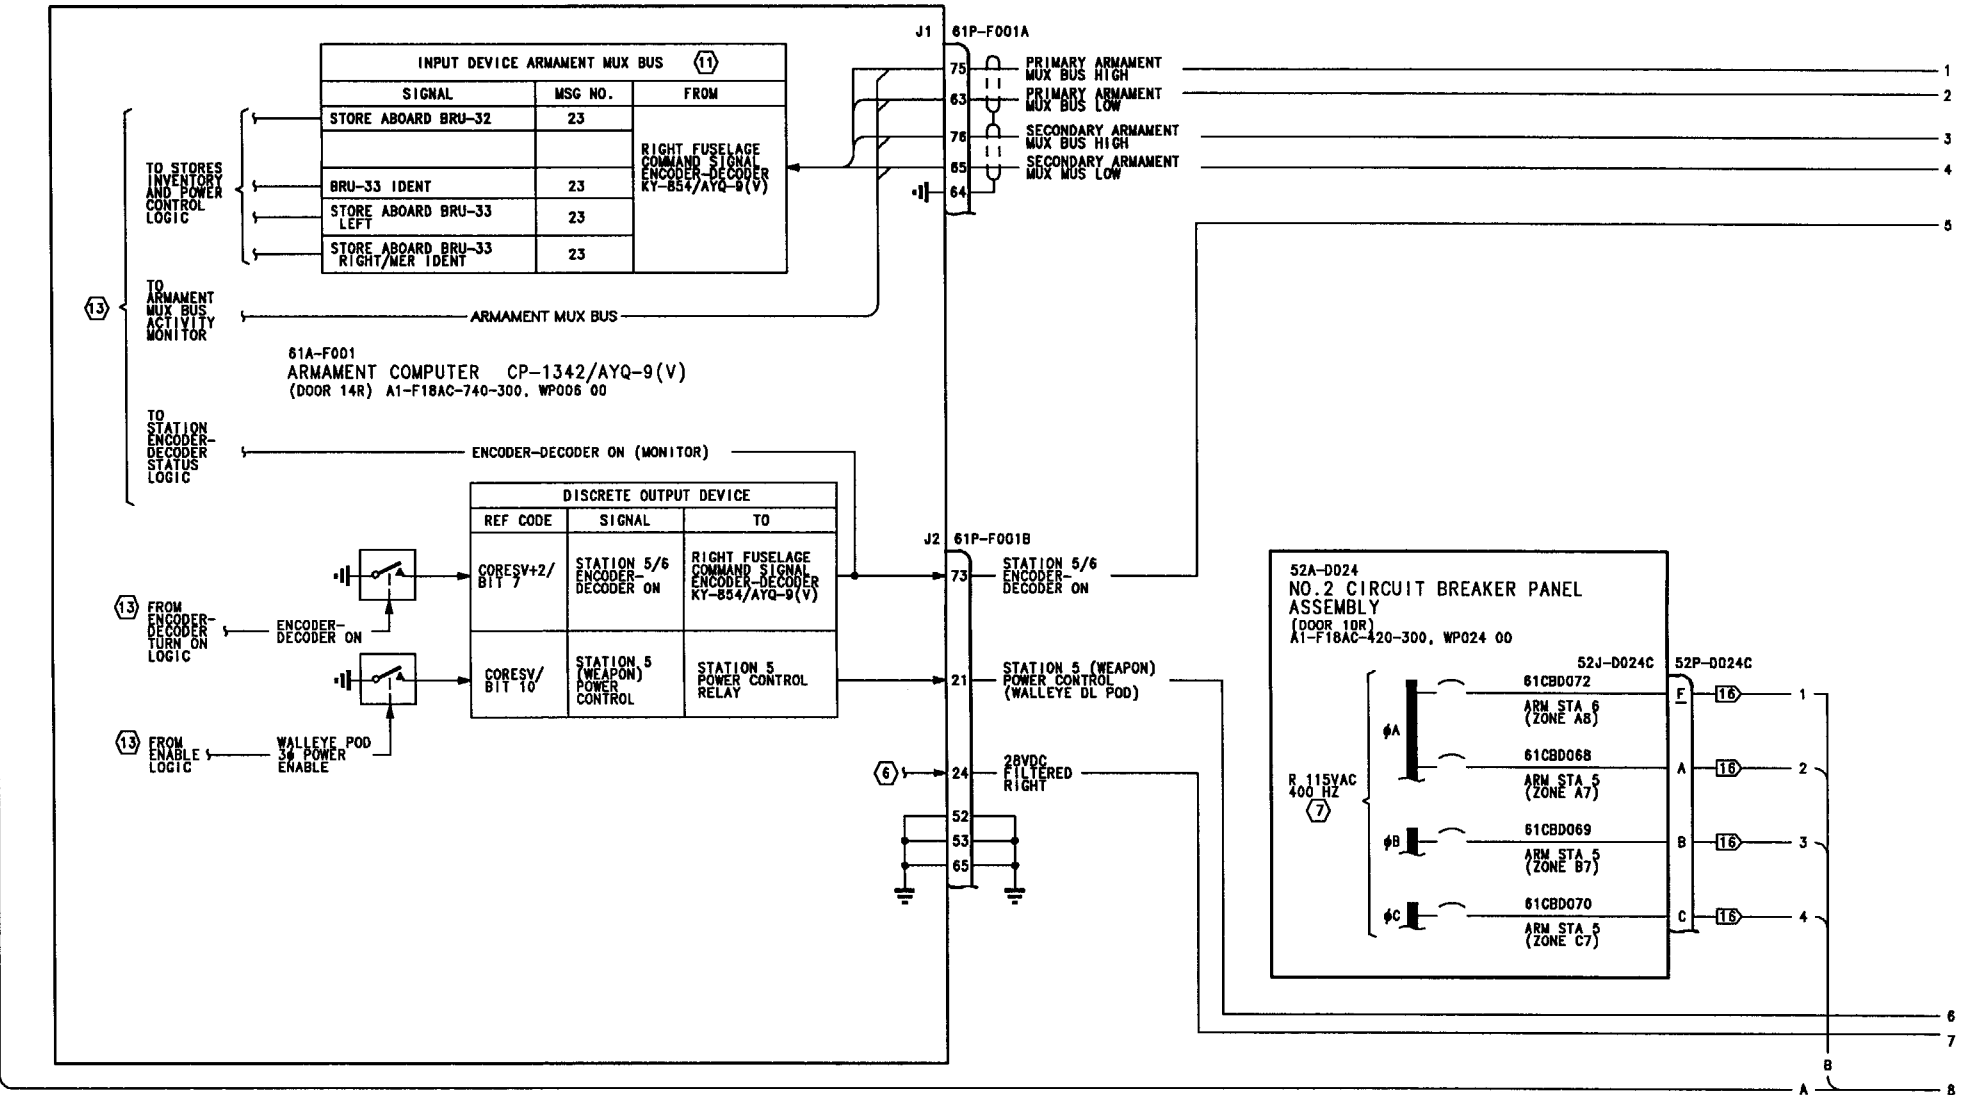 J1 61P-F001A
INPUT DEVICE ARMAMENT MUX BUS 11
SIGNAL MSG NO. FROM
STORE ABOARD BRU-32 23
BRU-33 IDENT 23
STORE ABOARD BRU-33
LEFT 23
STORE ABOARD BRU-33
RIGHT/MER IDENT 23
RIGHT FUSELAGE
COMMAND SIGNAL
ENCODER-DECODER
KY-854/AYQ-9(V)
TO STORES
INVENTORY
AND POWER
CONTROL
LOGIC
13
TO
ARMAMENT
MUX BUS
ACTIVITY
MONITOR
ARMAMENT MUX BUS
75 PRIMARY ARMAMENT
MUX BUS HIGH 1
63 PRIMARY ARMAMENT
MUX BUS LOW 2
76 SECONDARY ARMAMENT
MUX BUS HIGH 3
65 SECONDARY ARMAMENT
MUX MUS LOW 4
64
5
61A-F001
ARMAMENT COMPUTER CP-1342/AYQ-9(V)
(DOOR 14R) A1-F18AC-740-300, WP006 00
TO
STATION
ENCODER-
DECODER
STATUS
LOGIC
ENCODER-DECODER ON (MONITOR)
DISCRETE OUTPUT DEVICE
REF CODE SIGNAL TO
CORESV+2/
BIT 7
STATION 5/6
ENCODER-
DECODER ON
RIGHT FUSELAGE
COMMAND SIGNAL
ENCODER-DECODER
KY-854/AYQ-9(V)
CORESV/
BIT 10
STATION 5
(WEAPON)
POWER
CONTROL
STATION 5
POWER CONTROL
RELAY
13 FROM
ENCODER-
DECODER
TURN ON
LOGIC
ENCODER-
DECODER ON
13 FROM
ENABLE
LOGIC
WALLEYE POD
3ø POWER
ENABLE
J2 61P-F001B
73 STATION 5/6
ENCODER-
DECODER ON
21 STATION 5 (WEAPON)
POWER CONTROL
(WALLEYE DL POD)
6 24 28VDC
FILTERED
RIGHT
52
53
65
52A-D024
NO.2 CIRCUIT BREAKER PANEL
ASSEMBLY
(DOOR 10R)
A1-F18AC-420-300, WP024 00
52J-D024C 52P-D024C
R 115VAC
400 HZ
7
øA
61CBD072 F 16 1
ARM STA 6
(ZONE A8)
61CBD068 A 16 2
ARM STA 5
(ZONE A7)
øB 61CBD069 B 16 3
ARM STA 5
(ZONE B7)
øC 61CBD070 C 16 4
ARM STA 5
(ZONE C7)
6
7
B
A 8